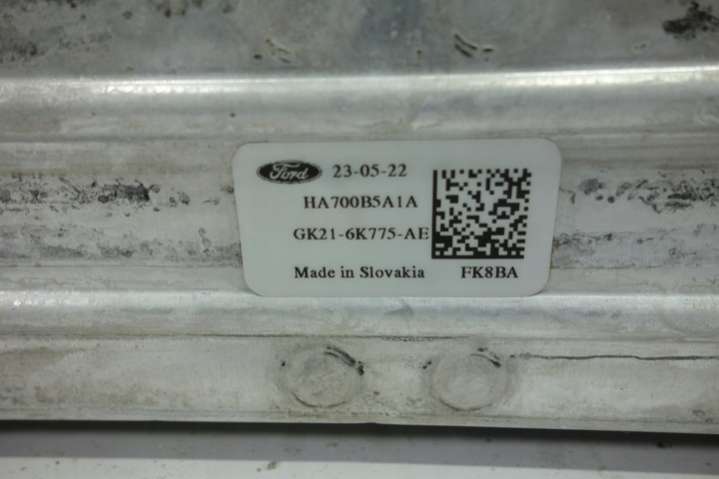 Ford 23-05-22
HA700B5A1A
GK21-6K775-AE
Made in Slovakia FK8BA